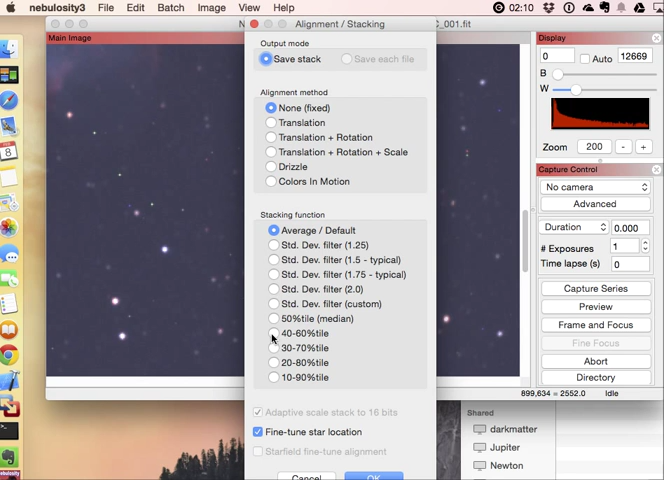 nebulosity3 File Edit Batch Image View 02:10
Alignment / Stacking
C_001.fit
Main Image
Output mode
Save stack Save each file
Alignment method
None (fixed)
Translation
Translation + Rotation
Translation + Rotation + Scale
Drizzle
Colors In Motion
Stacking function
Average / Default
Std. Dev. filter (1.25)
Std. Dev. filter (1.5 - typical)
Std. Dev. filter (1.75 - typical)
Std. Dev. filter (2.0)
Std. Dev. filter (custom)
50%tile (median)
40-60%tile
30-70%tile
20-80%tile
10-90%tile
Adaptive scale stack to 16 bits
Fine-tune star location
Starfield fine-tune alignment
Cancel OK
Display
0 Auto 12669
B
W
Zoom 200 - +
Capture Control
No camera
Advanced
Duration 0.000
# Exposures 1
Time lapse (s) 0
Capture Series
Preview
Frame and Focus
Fine Focus
Abort
Directory
899,634 = 2552.0 Idle
Shared
darkmatter
Jupiter
Newton